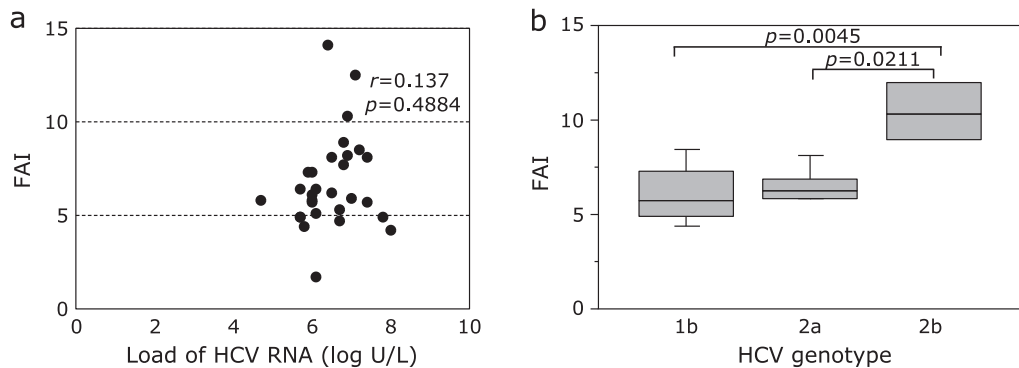 a
15
10
5
0
FAI
r=0.137
p=0.4884
0 2 4 6 8 10
Load of HCV RNA (log U/L)
b
15
10
5
0
FAI
p=0.0045
p=0.0211
1b 2a 2b
HCV genotype